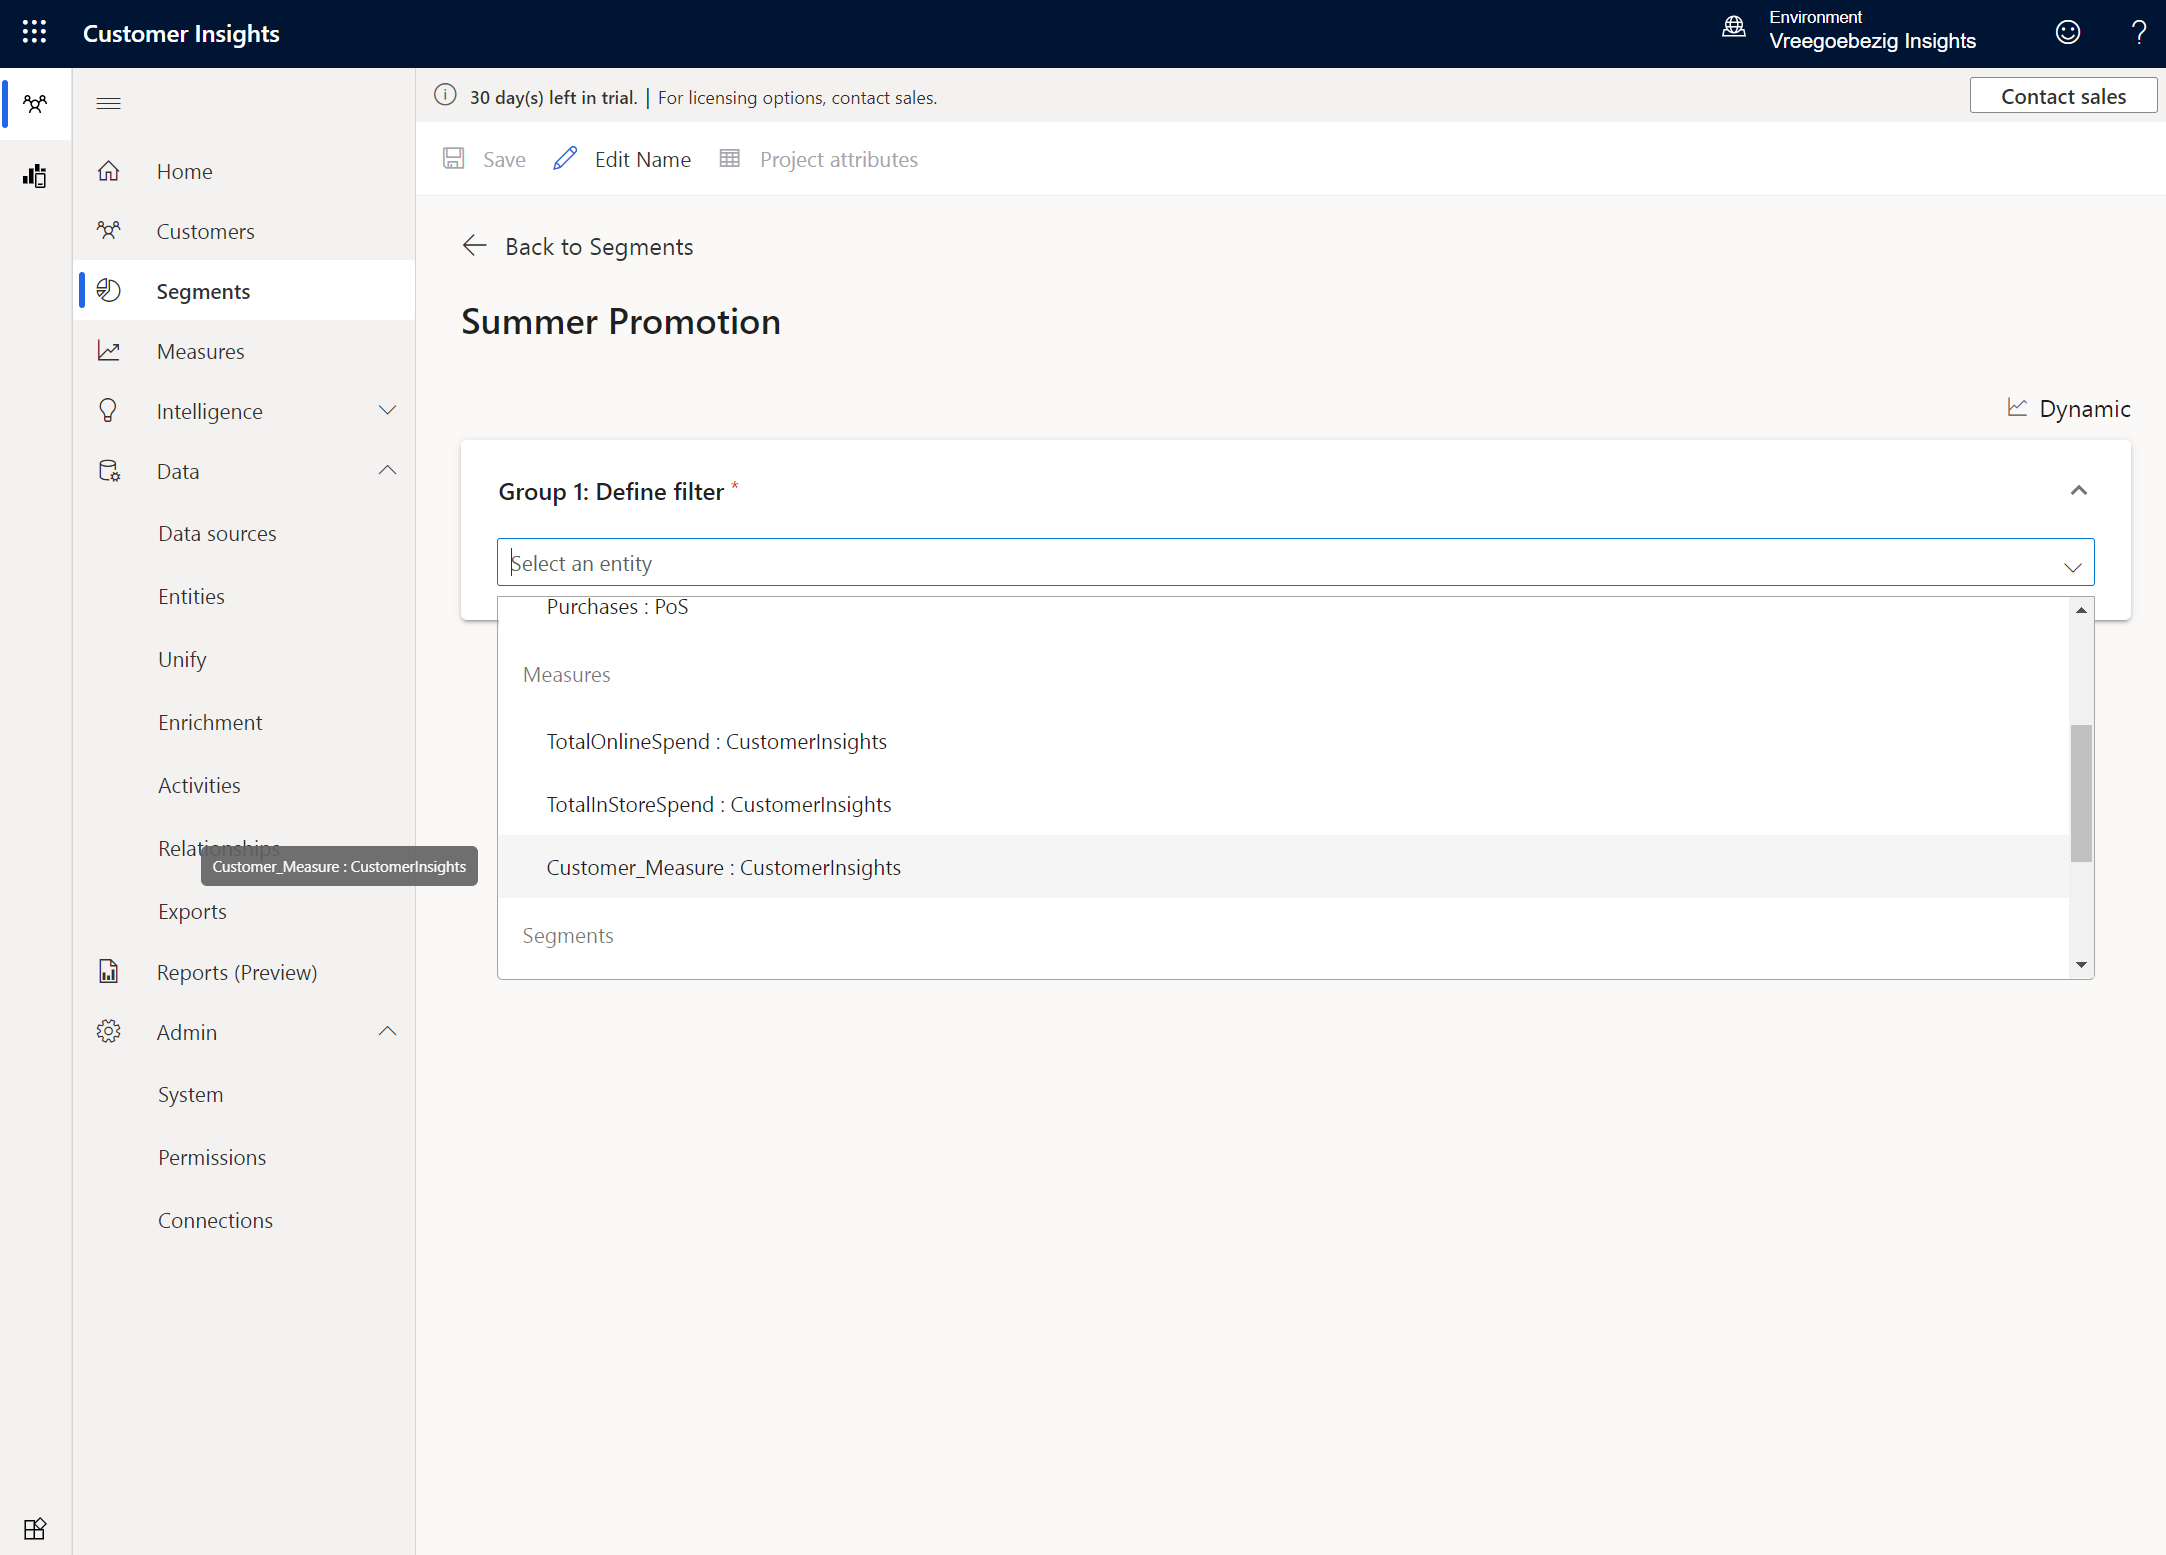 Customer Insights
Environment
Vreegoebezig Insights
?
30 day(s) left in trial. | For licensing options, contact sales.
Contact sales
Save
Edit Name
Project attributes
Home
Customers
Segments
Measures
Intelligence
Data
Data sources
Entities
Unify
Enrichment
Activities
Relationships
Exports
Reports (Preview)
Admin
System
Permissions
Connections
Customer_Measure : CustomerInsights
Back to Segments
Summer Promotion
Dynamic
Group 1: Define filter *
Select an entity
Purchases : PoS
Measures
TotalOnlineSpend : CustomerInsights
TotalInStoreSpend : CustomerInsights
Customer_Measure : CustomerInsights
Segments